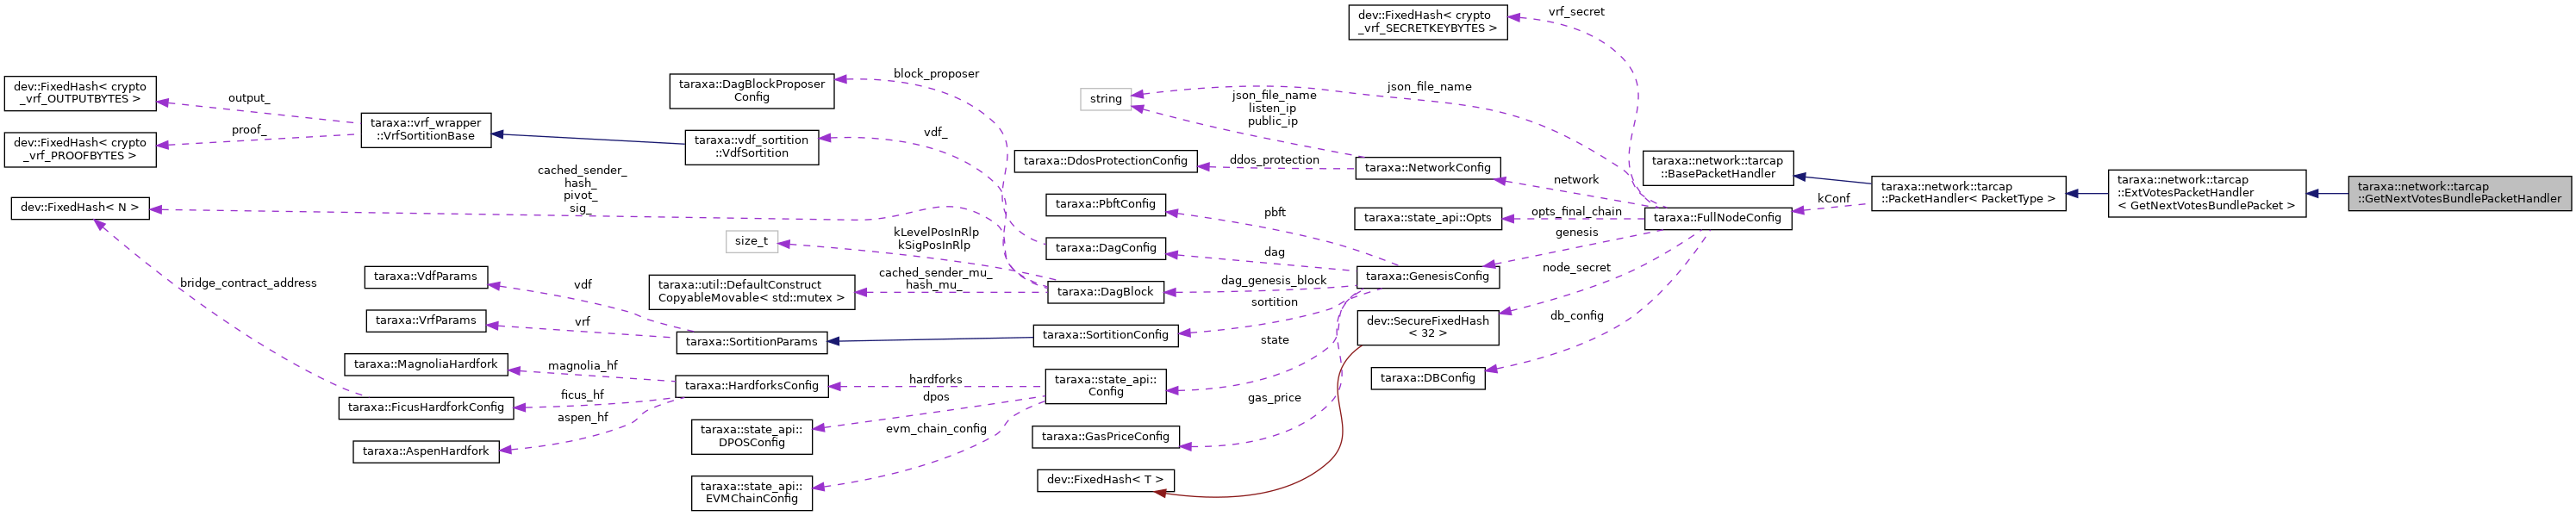 dev::FixedHash< crypto
_vrf_SECRETKEYBYTES >
vrf_secret
dev::FixedHash< crypto
_vrf_OUTPUTBYTES >
output_
dev::FixedHash< crypto
_vrf_PROOFBYTES >
proof_
taraxa::vrf_wrapper
::VrfSortitionBase
taraxa::DagBlockProposer
Config
block_proposer
taraxa::vdf_sortition
::VdfSortition
vdf_
string
json_file_name
json_file_name
listen_ip
public_ip
taraxa::DdosProtectionConfig
ddos_protection
taraxa::NetworkConfig
network
taraxa::network::tarcap
::BasePacketHandler
taraxa::network::tarcap
::PacketHandler< PacketType >
kConf
taraxa::network::tarcap
::ExtVotesPacketHandler
< GetNextVotesBundlePacket >
taraxa::network::tarcap
::GetNextVotesBundlePacketHandler
cached_sender_
hash_
pivot_
sig_
dev::FixedHash< N >
taraxa::PbftConfig
pbft
taraxa::state_api::Opts
opts_final_chain
taraxa::FullNodeConfig
genesis
size_t
kLevelPosInRlp
kSigPosInRlp
taraxa::DagConfig
dag
taraxa::GenesisConfig
node_secret
bridge_contract_address
taraxa::VdfParams
vdf
taraxa::util::DefaultConstruct
CopyableMovable< std::mutex >
cached_sender_mu_
hash_mu_
taraxa::DagBlock
dag_genesis_block
sortition
taraxa::VrfParams
vrf
taraxa::SortitionParams
taraxa::SortitionConfig
state
dev::SecureFixedHash
< 32 >
db_config
taraxa::MagnoliaHardfork
magnolia_hf
taraxa::HardforksConfig
hardforks
taraxa::state_api::
Config
taraxa::DBConfig
taraxa::FicusHardforkConfig
ficus_hf
aspen_hf
dpos
gas_price
taraxa::AspenHardfork
taraxa::state_api::
DPOSConfig
evm_chain_config
taraxa::GasPriceConfig
taraxa::state_api::
EVMChainConfig
dev::FixedHash< T >